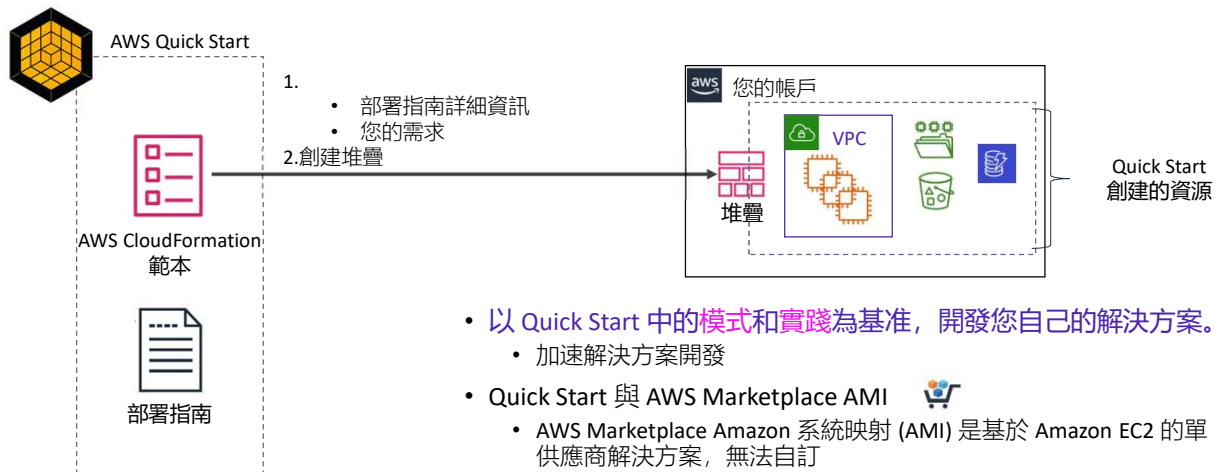 AWS Quick Start
1.
• 部署指南詳細資訊
• 您的需求
2.創建堆疊
AWS CloudFormation
範本
部署指南
aws
您的帳戶
VPC
堆疊
Quick Start
創建的資源
• 以 Quick Start 中的模式和實踐為基准，開發您自己的解決方案。
• 加速解決方案開發
• Quick Start 與 AWS Marketplace AMI
• AWS Marketplace Amazon 系統映射 (AMI) 是基於 Amazon EC2 的單
供應商解決方案，無法自訂